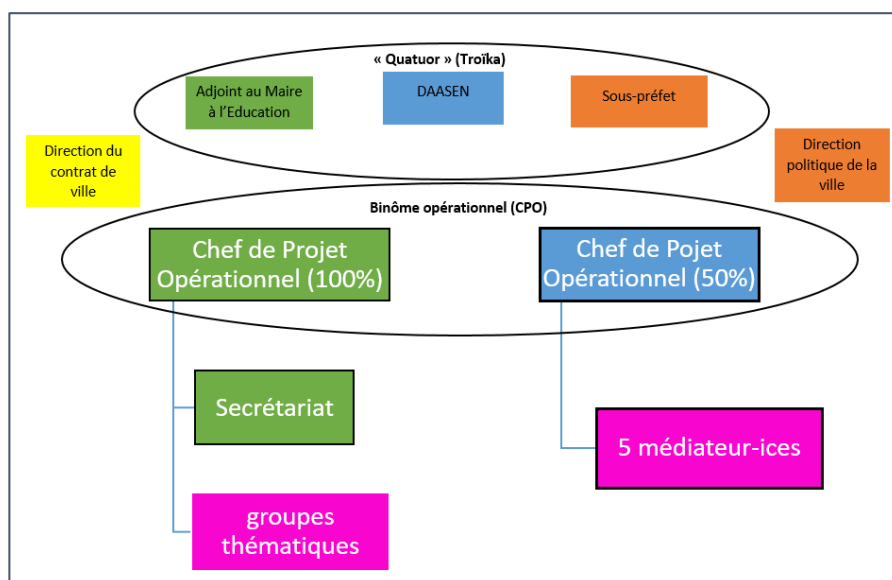 « Quatuor » (Troïka)
Adjoint au Maire
à l'Education
DAASEN
Sous-préfet
Direction du
contrat de
ville
Direction
politique de la
ville
Binôme opérationnel (CPO)
Chef de Projet
Opérationnel (100%)
Chef de Pojet
Opérationnel (50%)
Secrétariat
5 médiateur-ices
groupes
thématiques